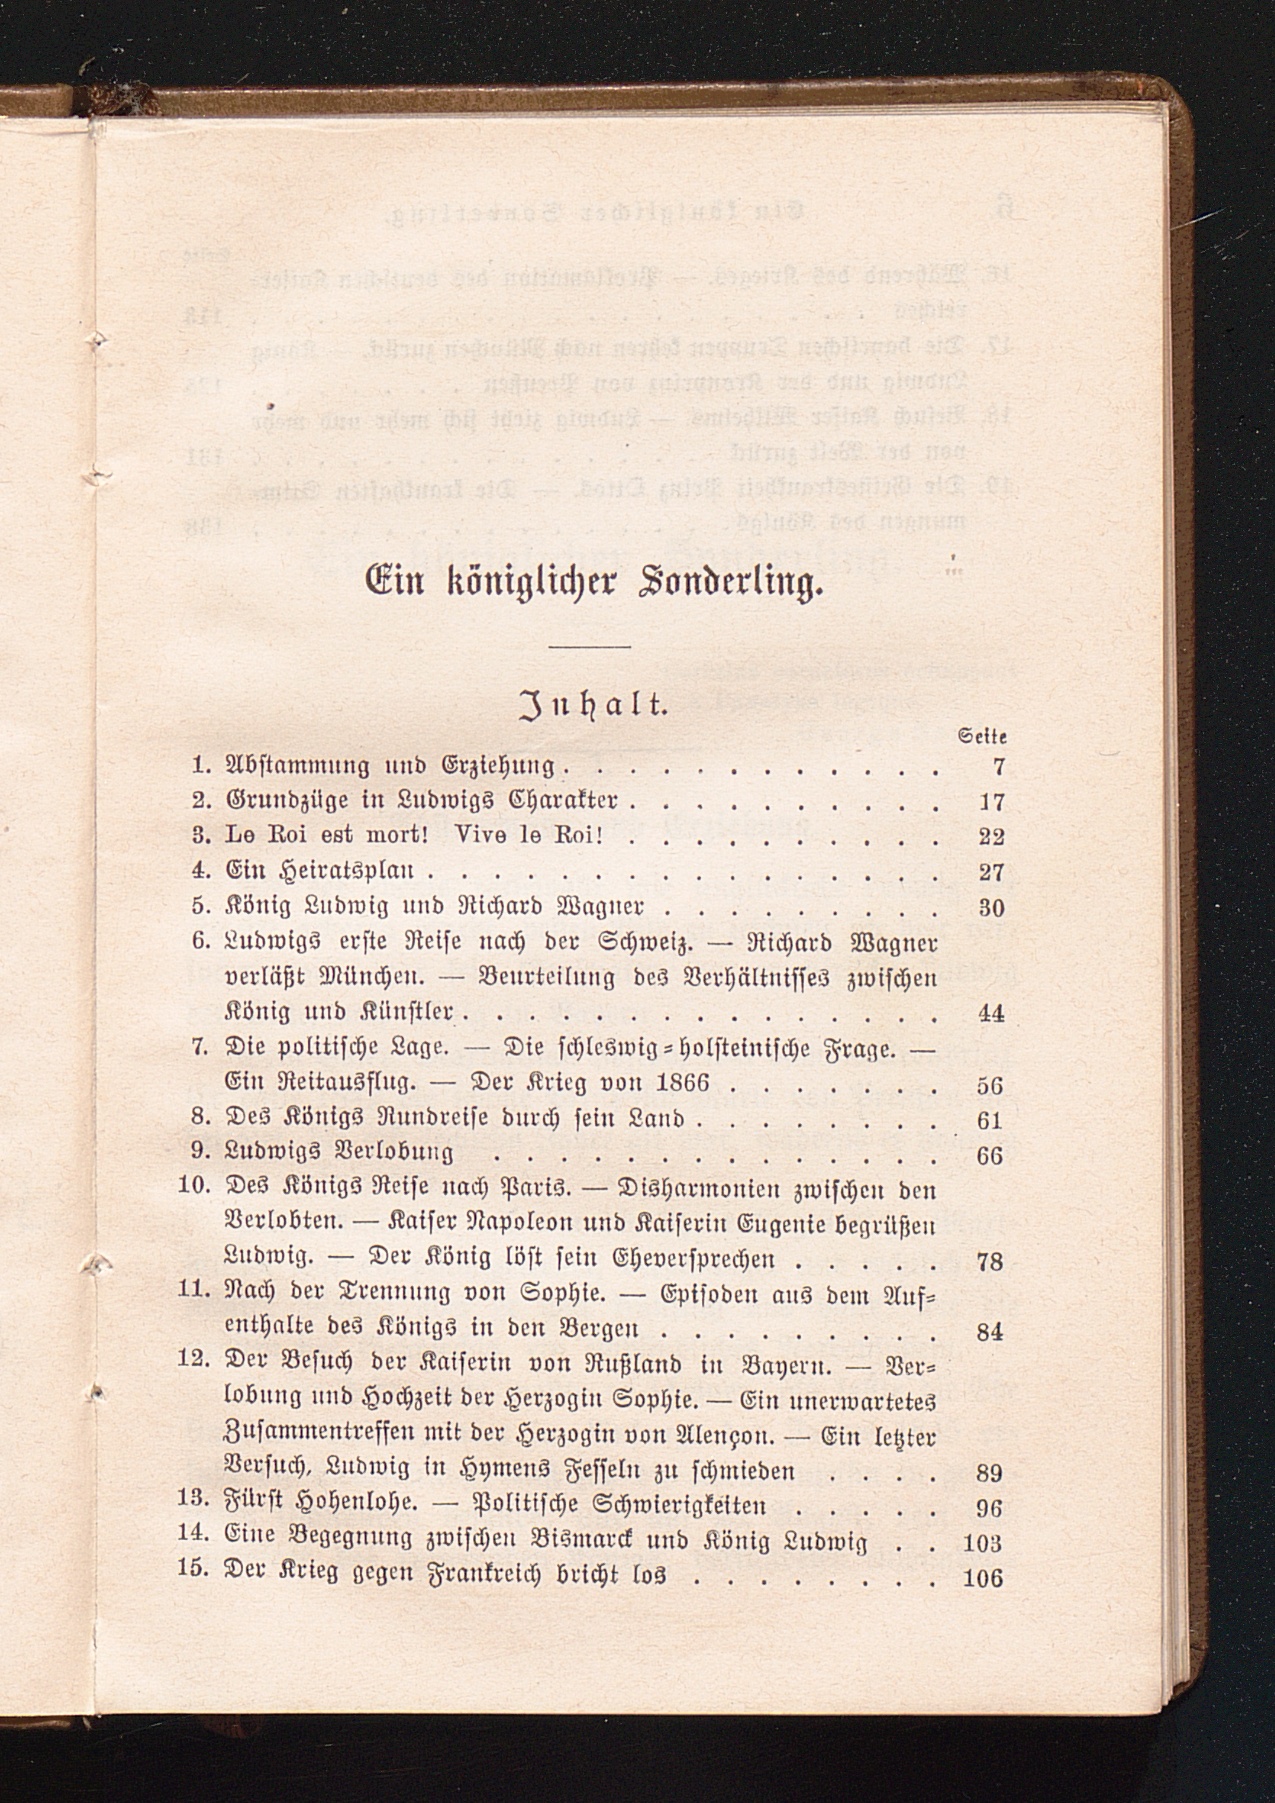 Ein königlicher Sonderling.
Inhalt.
Seite
1. Abstammung und Erziehung . . . . . . . . . . . . 7
2. Grundzüge in Ludwigs Charakter . . . . . . . . . . 17
3. Le Roi est mort! Vive le Roi! . . . . . . . . . . 22
4. Ein Heiratsplan . . . . . . . . . . . . . . . . 27
5. König Ludwig und Richard Wagner . . . . . . . . . 30
6. Ludwigs erste Reise nach der Schweiz. — Richard Wagner
verläßt München. — Beurteilung des Verhältnisses zwischen
König und Künstler . . . . . . . . . . . . . . . 44
7. Die politische Lage. — Die schleswig-holsteinische Frage. —
Ein Reitausflug. — Der Krieg von 1866 . . . . . . . 56
8. Des Königs Rundreise durch sein Land . . . . . . . . 61
9. Ludwigs Verlobung . . . . . . . . . . . . . . 66
10. Des Königs Reise nach Paris. — Disharmonien zwischen den
Verlobten. — Kaiser Napoleon und Kaiserin Eugenie begrüßen
Ludwig. — Der König löst sein Eheversprechen . . . . . 78
11. Nach der Trennung von Sophie. — Episoden aus dem Auf-
enthalte des Königs in den Bergen . . . . . . . . . 84
12. Der Besuch der Kaiserin von Rußland in Bayern. — Ver-
lobung und Hochzeit der Herzogin Sophie. — Ein unerwartetes
Zusammentreffen mit der Herzogin von Alençon. — Ein letzter
Versuch, Ludwig in Hymens Fesseln zu schmieden . . . . 89
13. Fürst Hohenlohe. — Politische Schwierigkeiten . . . . . 96
14. Eine Begegnung zwischen Bismarck und König Ludwig . . 103
15. Der Krieg gegen Frankreich bricht los . . . . . . . . 106